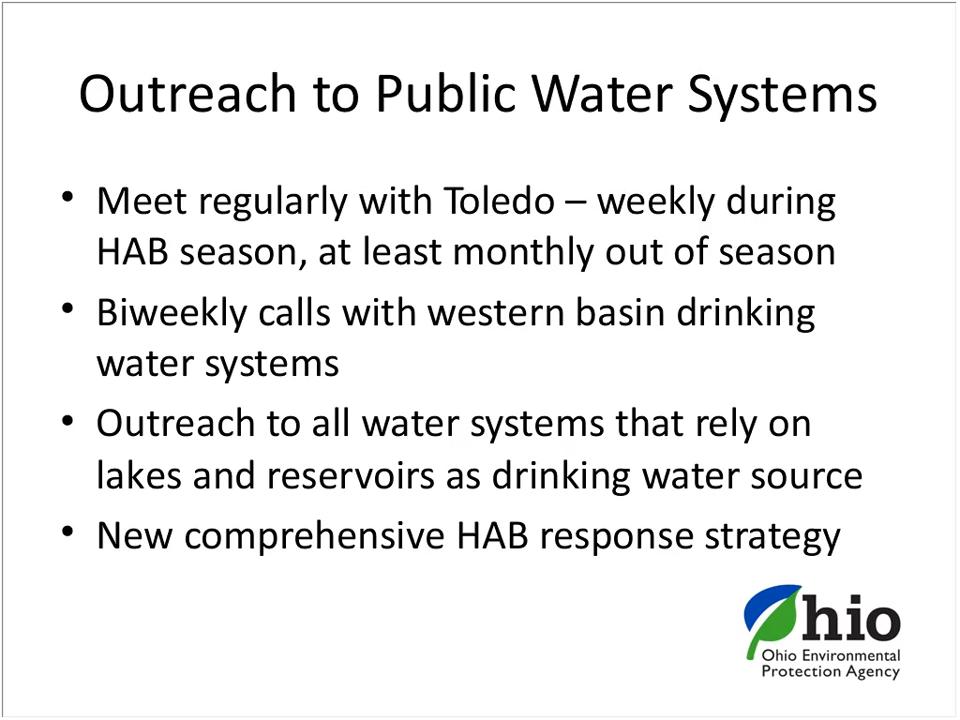 Outreach to Public Water Systems
• Meet regularly with Toledo – weekly during
HAB season, at least monthly out of season
• Biweekly calls with western basin drinking
water systems
• Outreach to all water systems that rely on
lakes and reservoirs as drinking water source
• New comprehensive HAB response strategy
Ohio
Ohio Environmental
Protection Agency